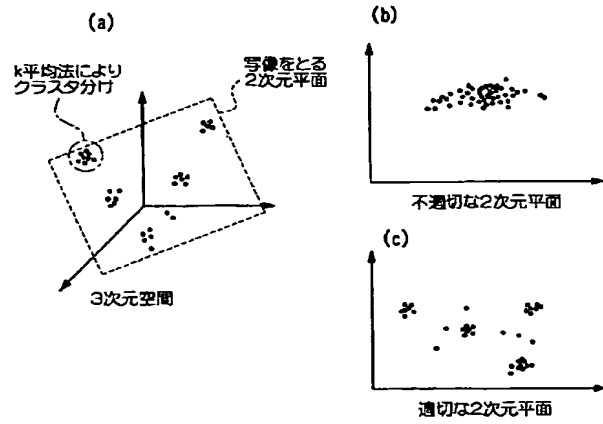 (a)
k平均法により
クラスタ分け
写像をとる
2次元平面
3次元空間
(b)
不適切な2次元平面
(c)
適切な2次元平面